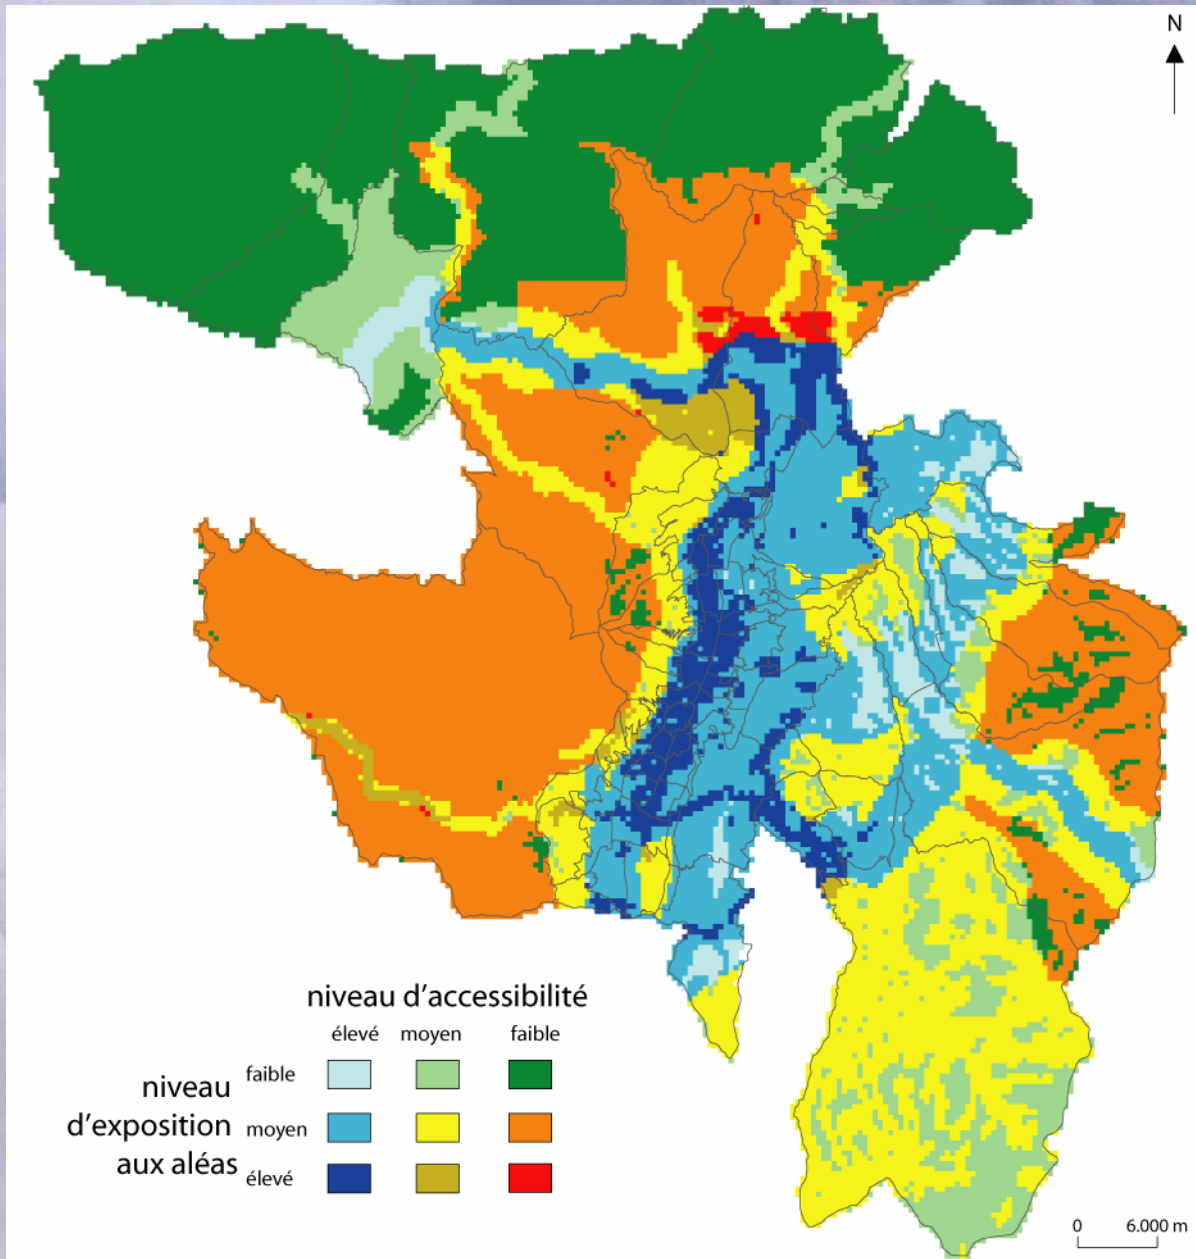 N
niveau d'accessibilité
élevé moyen faible
niveau
d'exposition
aux aléas
faible
moyen
élevé
0 6.000 m